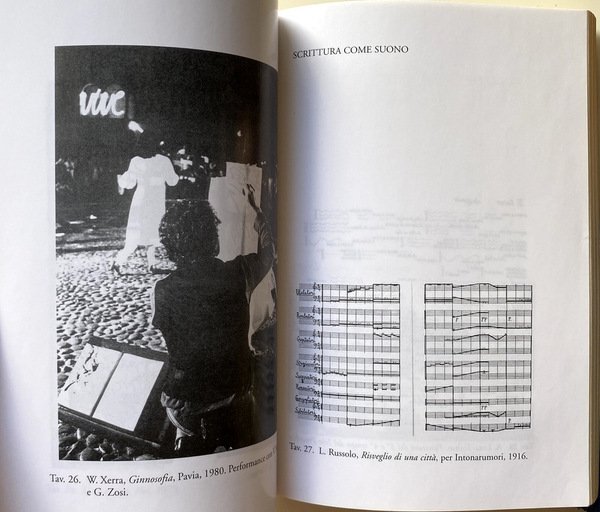 vive
Tav. 26. W. Xerra, Ginnosofia, Pavia, 1980. Performance con
e G. Zosi.
SCRITTURA COME SUONO
Tav. 27. L. Russolo, Risveglio di una città, per Intonarumori, 1916.